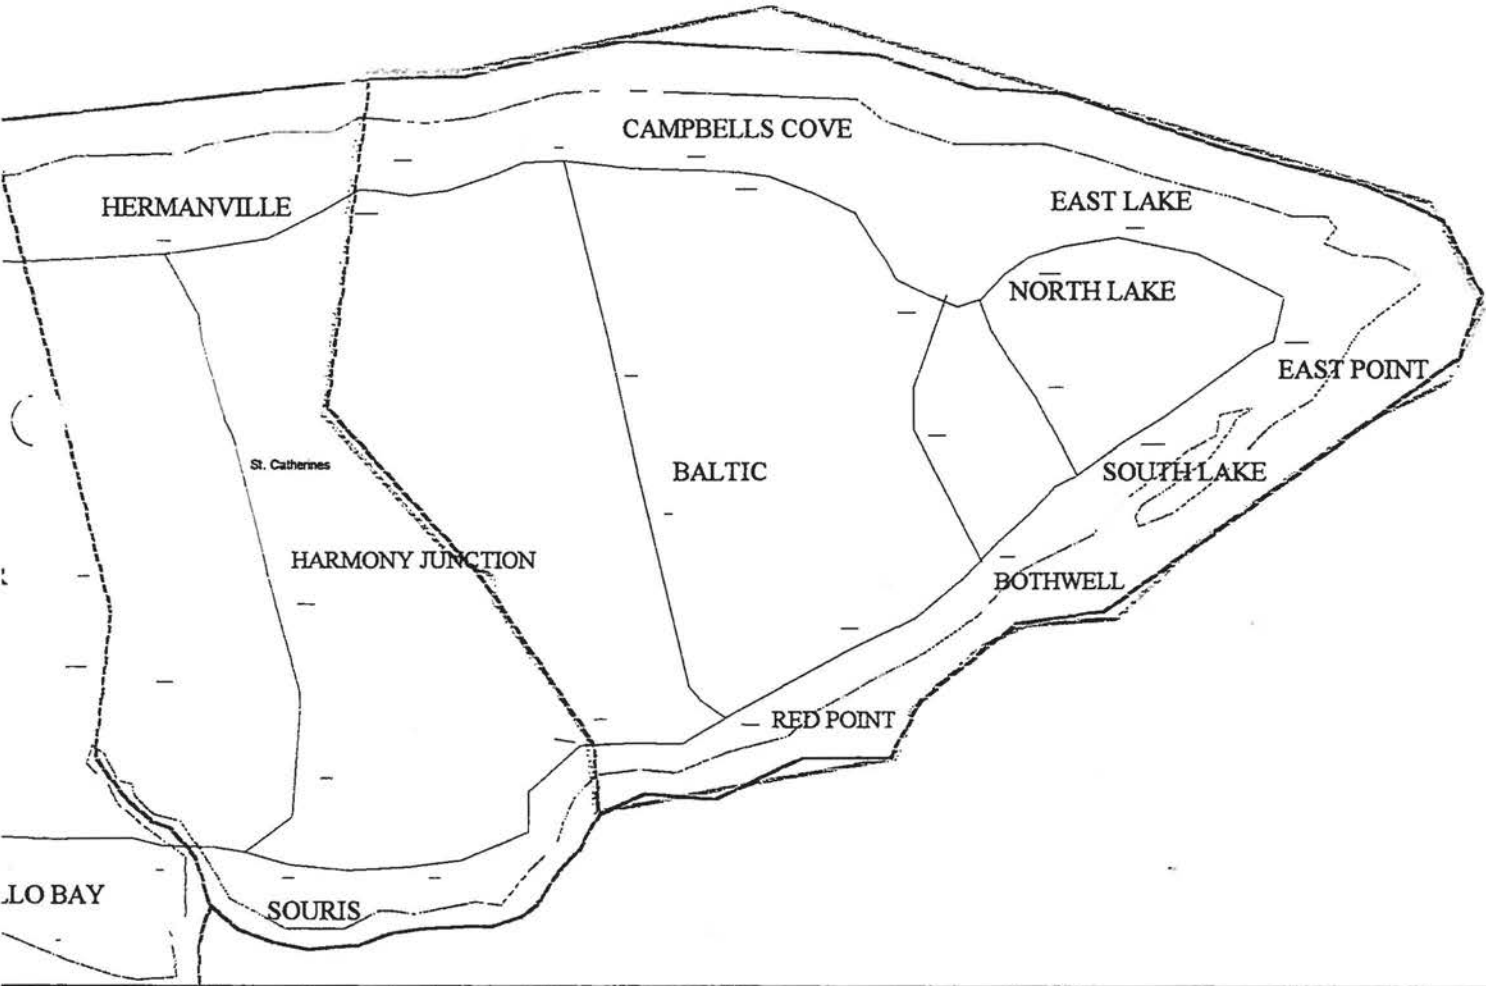 CAMPBELLS COVE
HERMANVILLE
EAST LAKE
NORTH LAKE
EAST POINT
St. Catherines
BALTIC
SOUTH LAKE
HARMONY JUNCTION
BOTHWELL
RED POINT
LLO BAY
SOURIS